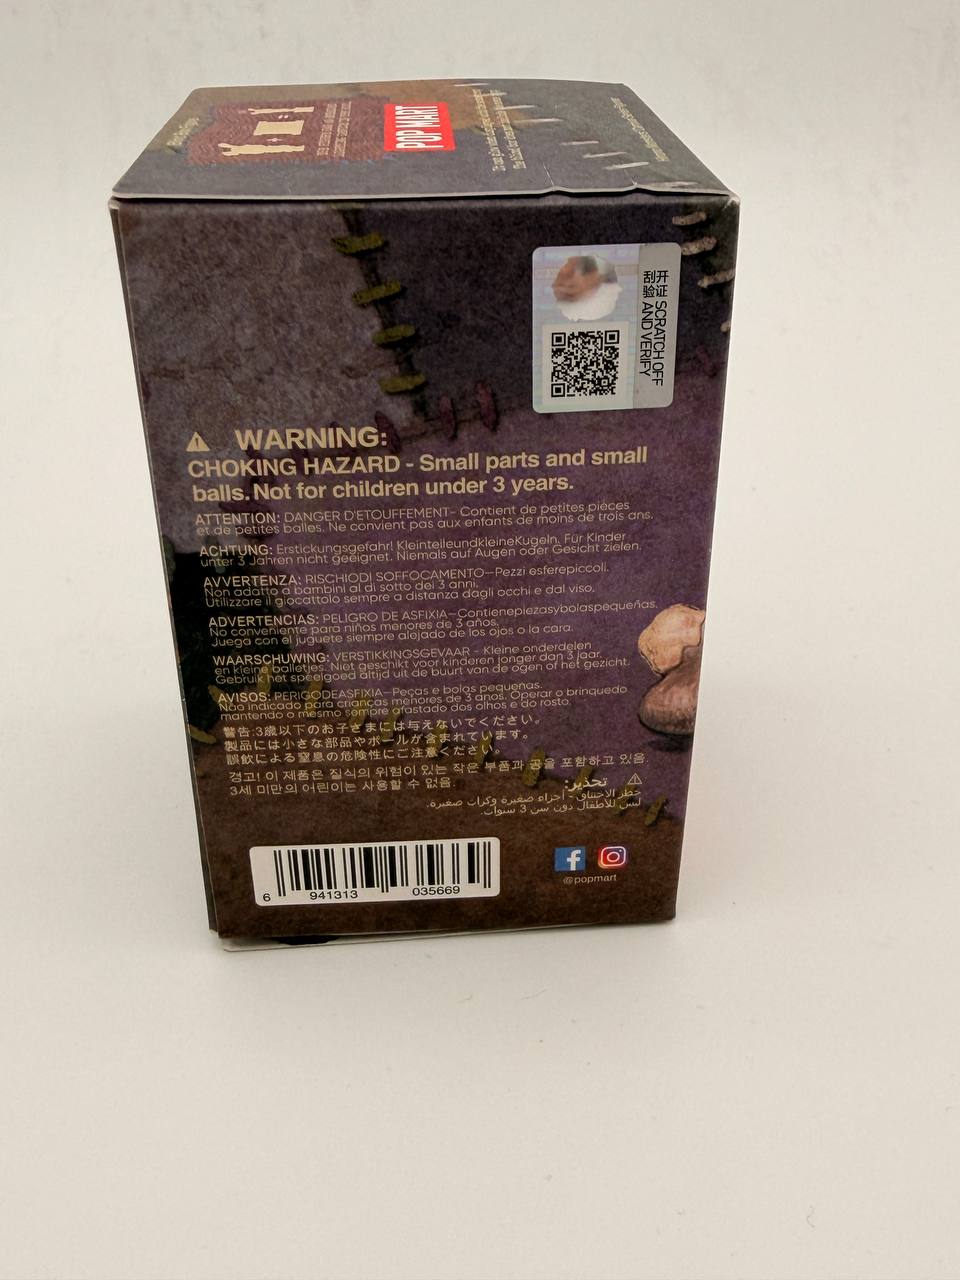 POP MART
开 证 SCRATCH OFF
刮 验 AND VERIFY
WARNING:
CHOKING HAZARD - Small parts and small
balls. Not for children under 3 years.
ATTENTION: DANGER D'ETOUFFEMENT- Contient de petites pièces
et de petites balles. Ne convient pas aux enfants de moins de trois ans.
ACHTUNG: Erstickungsgefahr! KleinteileundkleineKugeln. Für Kinder
unter 3 Jahren nicht geeignet. Niemals auf Augen oder Gesicht zielen.
AVVERTENZA: RISCHIODI SOFFOCAMENTO—Pezzi esferepiccoli.
Non adatto a bambini al di sotto del 3 anni.
Utilizzare il giocattolo sempre a distanza dagli occhi e dal viso.
ADVERTENCIAS: PELIGRO DE ASFIXIA—Contienepiezasybolaspequeñas.
No conveniente para niños menores de 3 años.
Juega con el juguete siempre alejado de los ojos o la cara.
WAARSCHUWING: VERSTIKKINGSGEVAAR - Kleine onderdelen
en kleine balletjes. Niet geschikt voor kinderen jonger dan 3 jaar.
Gebruik het speelgoed altijd uit de buurt van de ogen of het gezicht.
AVISOS: PERIGODEASFIXIA—Peças e bolas pequenas.
Não indicado para crianças menores de 3 anos. Operar o brinquedo
mantendo o mesmo sempre afastado dos olhos e do rosto.
警告:3歳以下のお子さまには与えないでください。
製品には小さな部品やボールが含まれています。
誤飲による窒息の危険性にご注意ください。
경고! 이 제품은 질식의 위험이 있는 작은 부품과 공을 포함하고 있음.
3세 미만의 어린이는 사용할 수 없음.
تحذير:
خطر الاختناق - أجزاء صغيرة وكرات صغيرة.
ليس للأطفال دون سن 3 سنوات.
6 941313 035669
@popmart